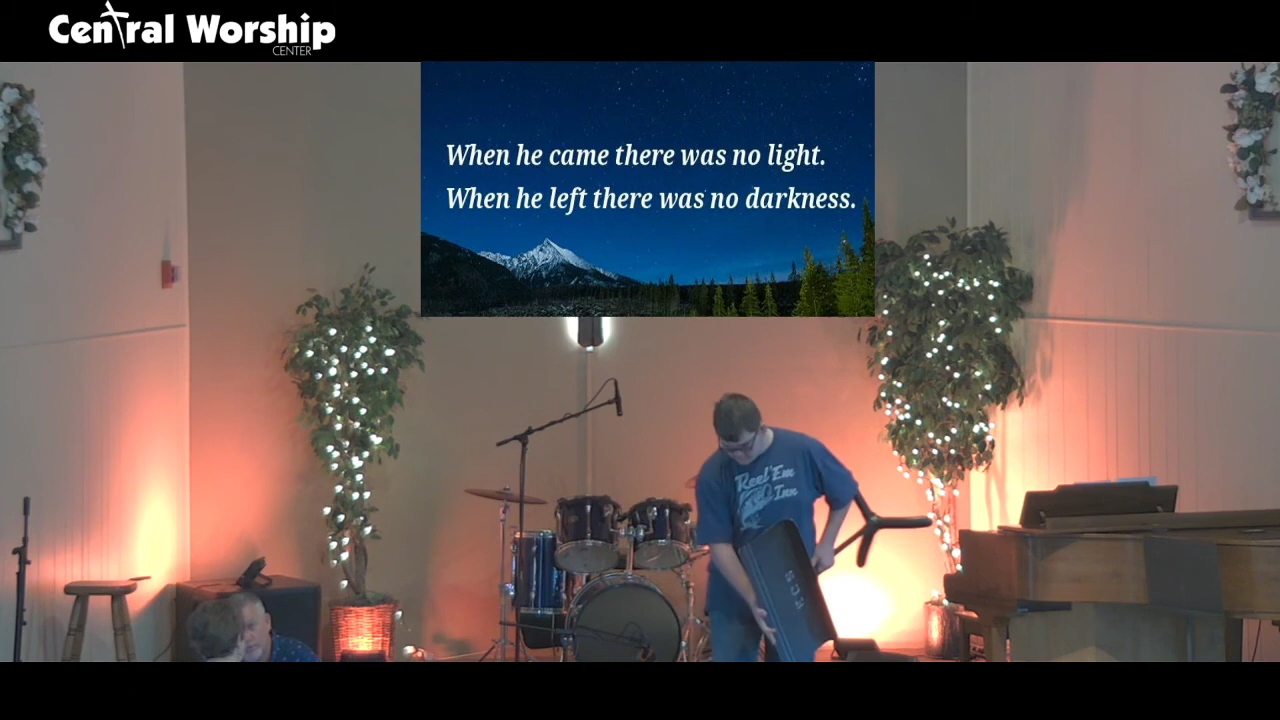 Central Worship
CENTER
When he came there was no light.
When he left there was no darkness.
Reel'Em
Inn